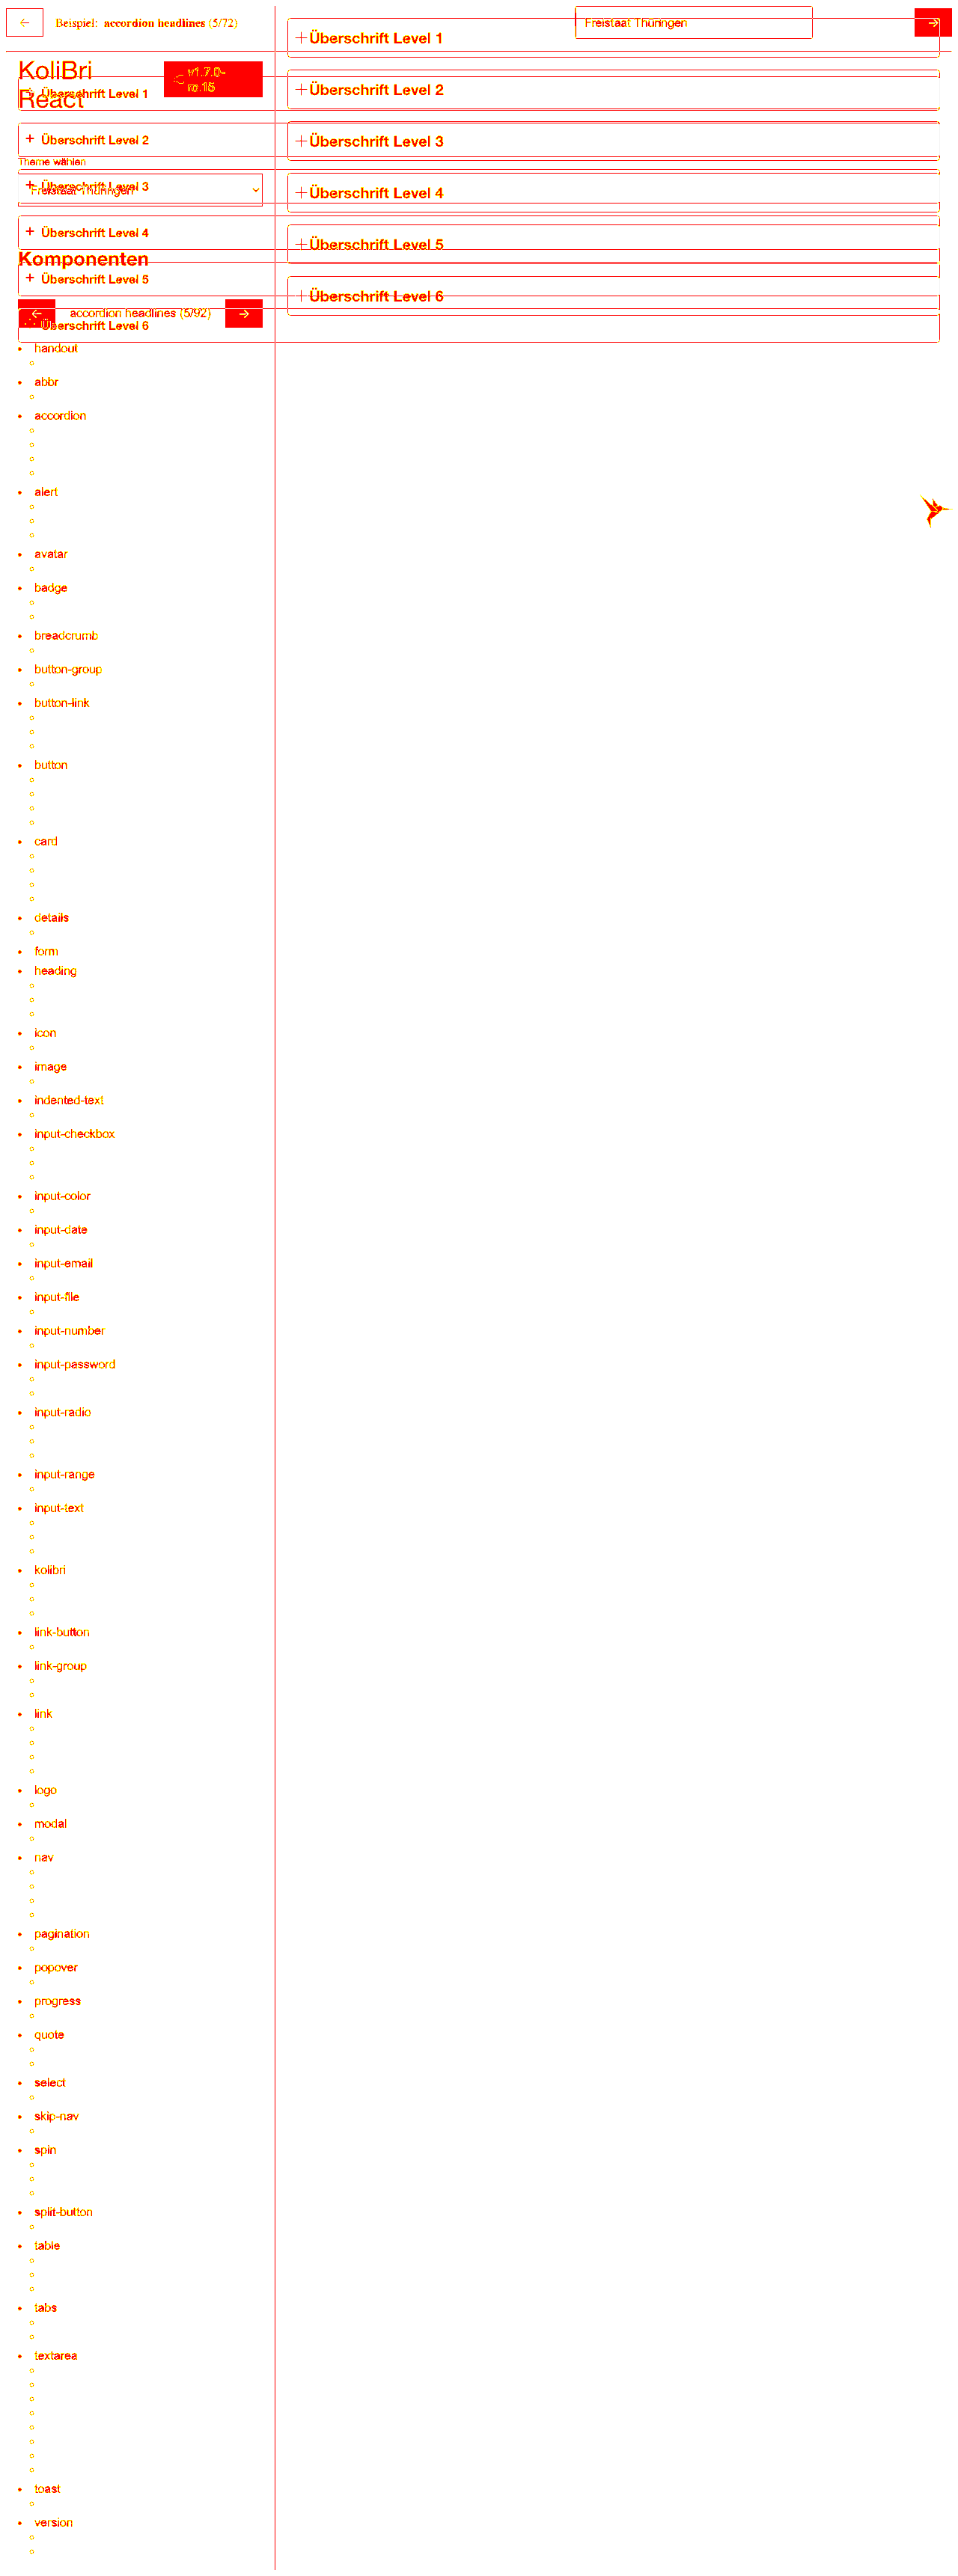 ←
Beispiel: accordion headlines (5/72)
Freistaat Thüringen
→
KoliBri
React
v1.7.0-
rc.15
+ Überschrift Level 1
+ Überschrift Level 2
Theme wählen
+ Überschrift Level 3
Freistaat Thüringen
+ Überschrift Level 4
Komponenten
+ Überschrift Level 5
← accordion headlines (5/92) →
Überschrift Level 6
• handout
• abbr
• accordion
• alert
• avatar
• badge
• breadcrumb
• button-group
• button-link
• button
• card
• details
• form
• heading
• icon
• image
• indented-text
• input-checkbox
• input-color
• input-date
• input-email
• input-file
• input-number
• input-password
• input-radio
• input-range
• input-text
• kolibri
• link-button
• link-group
• link
• logo
• modal
• nav
• pagination
• popover
• progress
• quote
• select
• skip-nav
• spin
• split-button
• table
• tabs
• textarea
• toast
• version
+ Überschrift Level 1
+ Überschrift Level 2
+ Überschrift Level 3
+ Überschrift Level 4
+ Überschrift Level 5
+ Überschrift Level 6